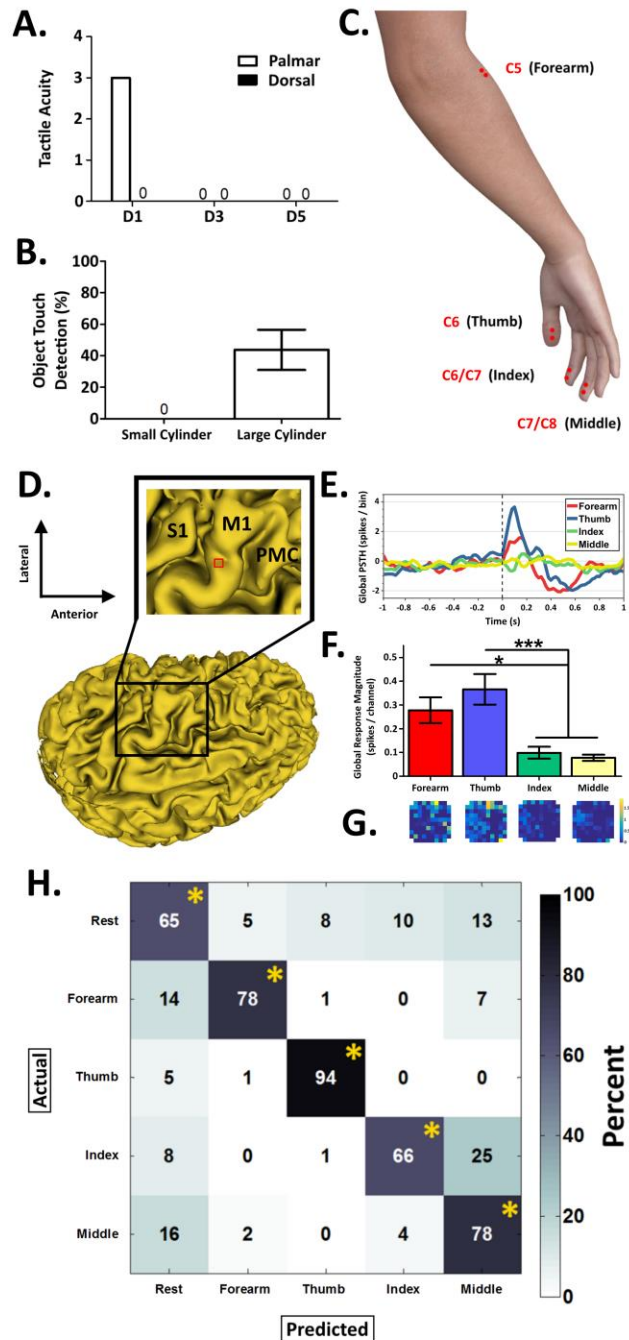 A.
Tactile Acuity
4
3
2
1
0
Palmar
Dorsal
0
0 0
0 0
D1 D3 D5
B.
Object Touch
Detection (%)
100
80
60
40
20
0
0
Small Cylinder Large Cylinder
C.
C5 (Forearm)
C6 (Thumb)
C6/C7 (Index)
C7/C8 (Middle)
D.
Lateral
Anterior
S1
M1
PMC
E.
Global PSTH (spikes / bin)
4
2
0
-2
Forearm
Thumb
Index
Middle
-1 -0.8 -0.6 -0.4 -0.2 0 0.2 0.4 0.6 0.8 1
Time (s)
F.
Global Response Magnitude
(spikes / channel)
0.5
0.4
0.3
0.2
0.1
0
***
*
Forearm Thumb Index Middle
G.
H.
Actual
Rest 65 * 5 8 10 13
Forearm 14 78 * 1 0 7
Thumb 5 1 94 * 0 0
Index 8 0 1 66 * 25
Middle 16 2 0 4 78 *
Rest Forearm Thumb Index Middle
Predicted
100
80
60
40
20
0
Percent